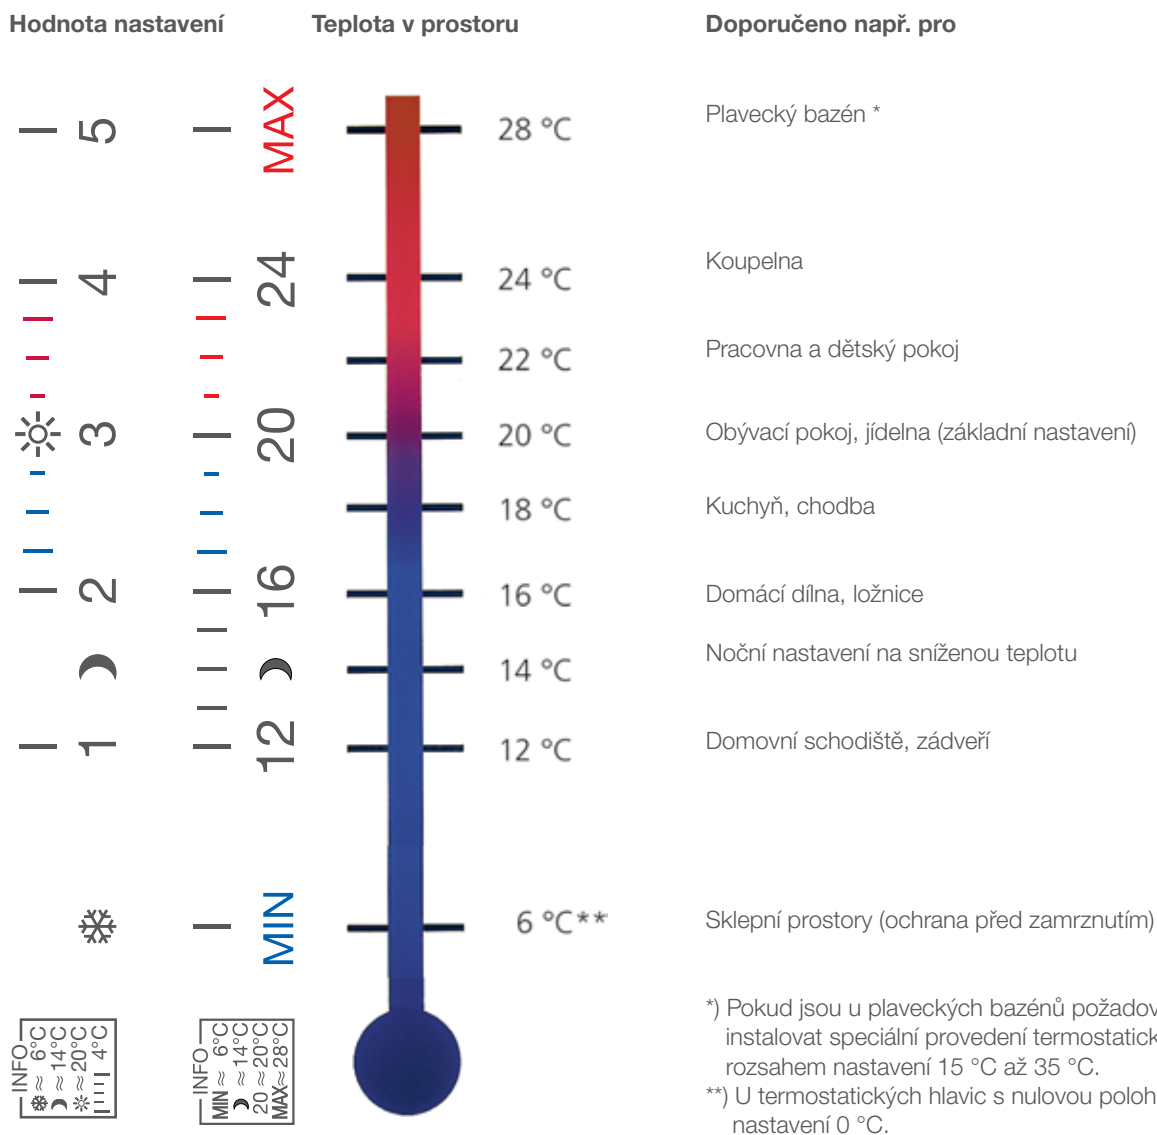 Hodnota nastavení Teplota v prostoru Doporučeno např. pro
5 MAX 28 °C Plavecký bazén *
4 24 24 °C Koupelna
22 °C Pracovna a dětský pokoj
3 20 20 °C Obývací pokoj, jídelna (základní nastavení)
18 °C Kuchyň, chodba
2 16 16 °C Domácí dílna, ložnice
14 °C Noční nastavení na sníženou teplotu
1 12 12 °C Domovní schodiště, zádveří
MIN 6 °C** Sklepní prostory (ochrana před zamrznutím)
INFO
≈ 6°C
≈ 14°C
≈ 20°C
4°C
INFO
MIN ≈ 6°C
≈ 14°C
20 ≈ 20°C
MAX ≈ 28°C
*) Pokud jsou u plaveckých bazénů
instalovat speciální provedení
rozsahem nastavení 15 °C až 35 °C.
**) U termostatických hlavic s nulovou
nastavení 0 °C.